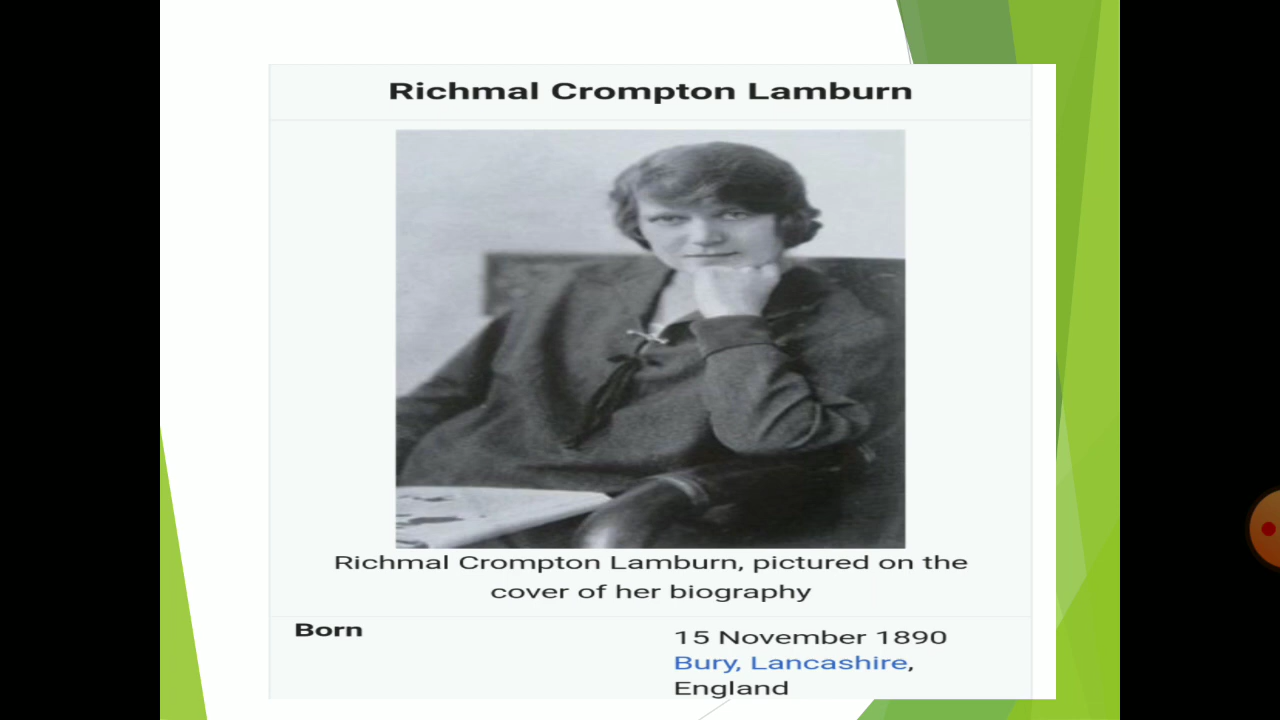 Richmal Crompton Lamburn
Richmal Crompton Lamburn, pictured on the
cover of her biography
Born
15 November 1890
Bury, Lancashire,
England